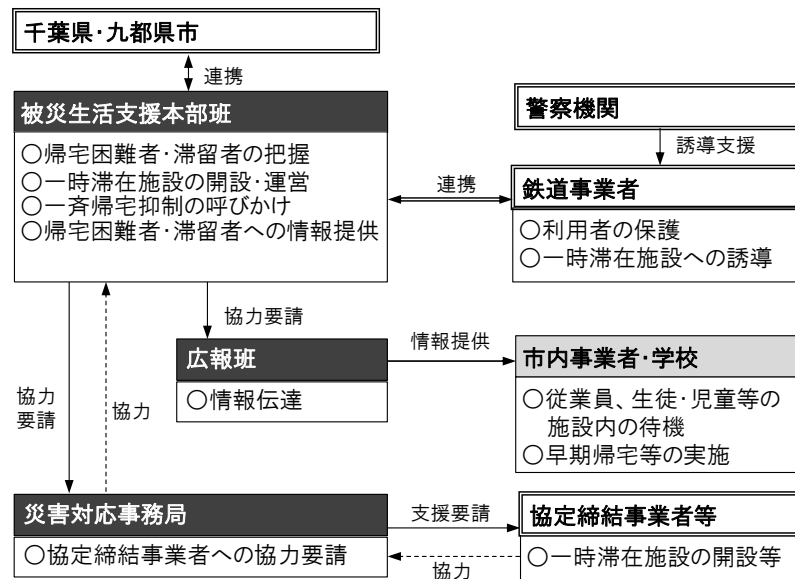 千葉県・九都県市
連携
被災生活支援本部班
○帰宅困難者・滞留者の把握
○一時滞在施設の開設・運営
○一斉帰宅抑制の呼びかけ
○帰宅困難者・滞留者への情報提供
連携
警察機関
誘導支援
鉄道事業者
○利用者の保護
○一時滞在施設への誘導
協力要請
広報班
○情報伝達
情報提供
市内事業者・学校
○従業員、生徒・児童等の
施設内の待機
○早期帰宅等の実施
協力
要請
協力
災害対応事務局
○協定締結事業者への協力要請
支援要請
協力
協定締結事業者等
○一時滞在施設の開設等